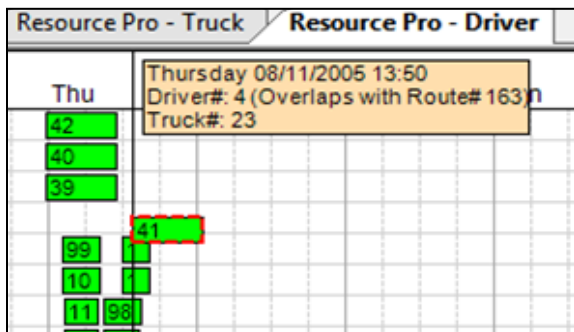 Resource Pro - Truck
Resource Pro - Driver
Thursday 08/11/2005 13:50
Driver#: 4 (Overlaps with Route# 163)
Truck#: 23
Thu
42
40
39
41
99
10
11
98